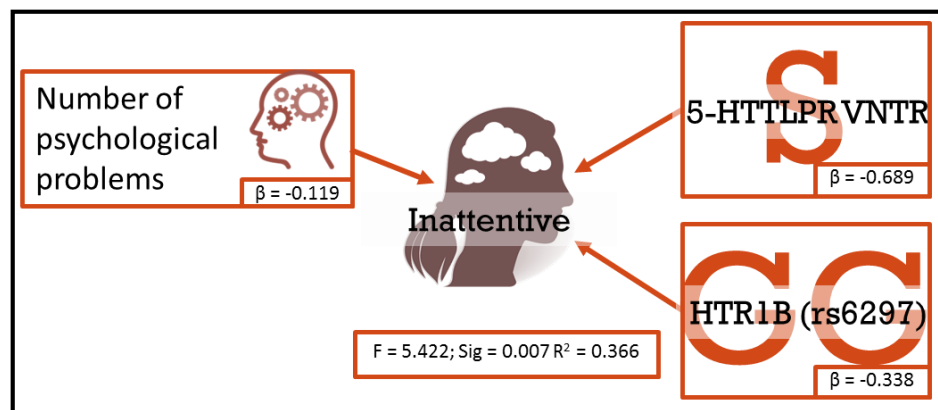 Number of
psychological
problems
β = -0.119
Inattentive
S
5-HTTLPR VNTR
β = -0.689
CC
HTR1B (rs6297)
β = -0.338
F = 5.422; Sig = 0.007 R² = 0.366